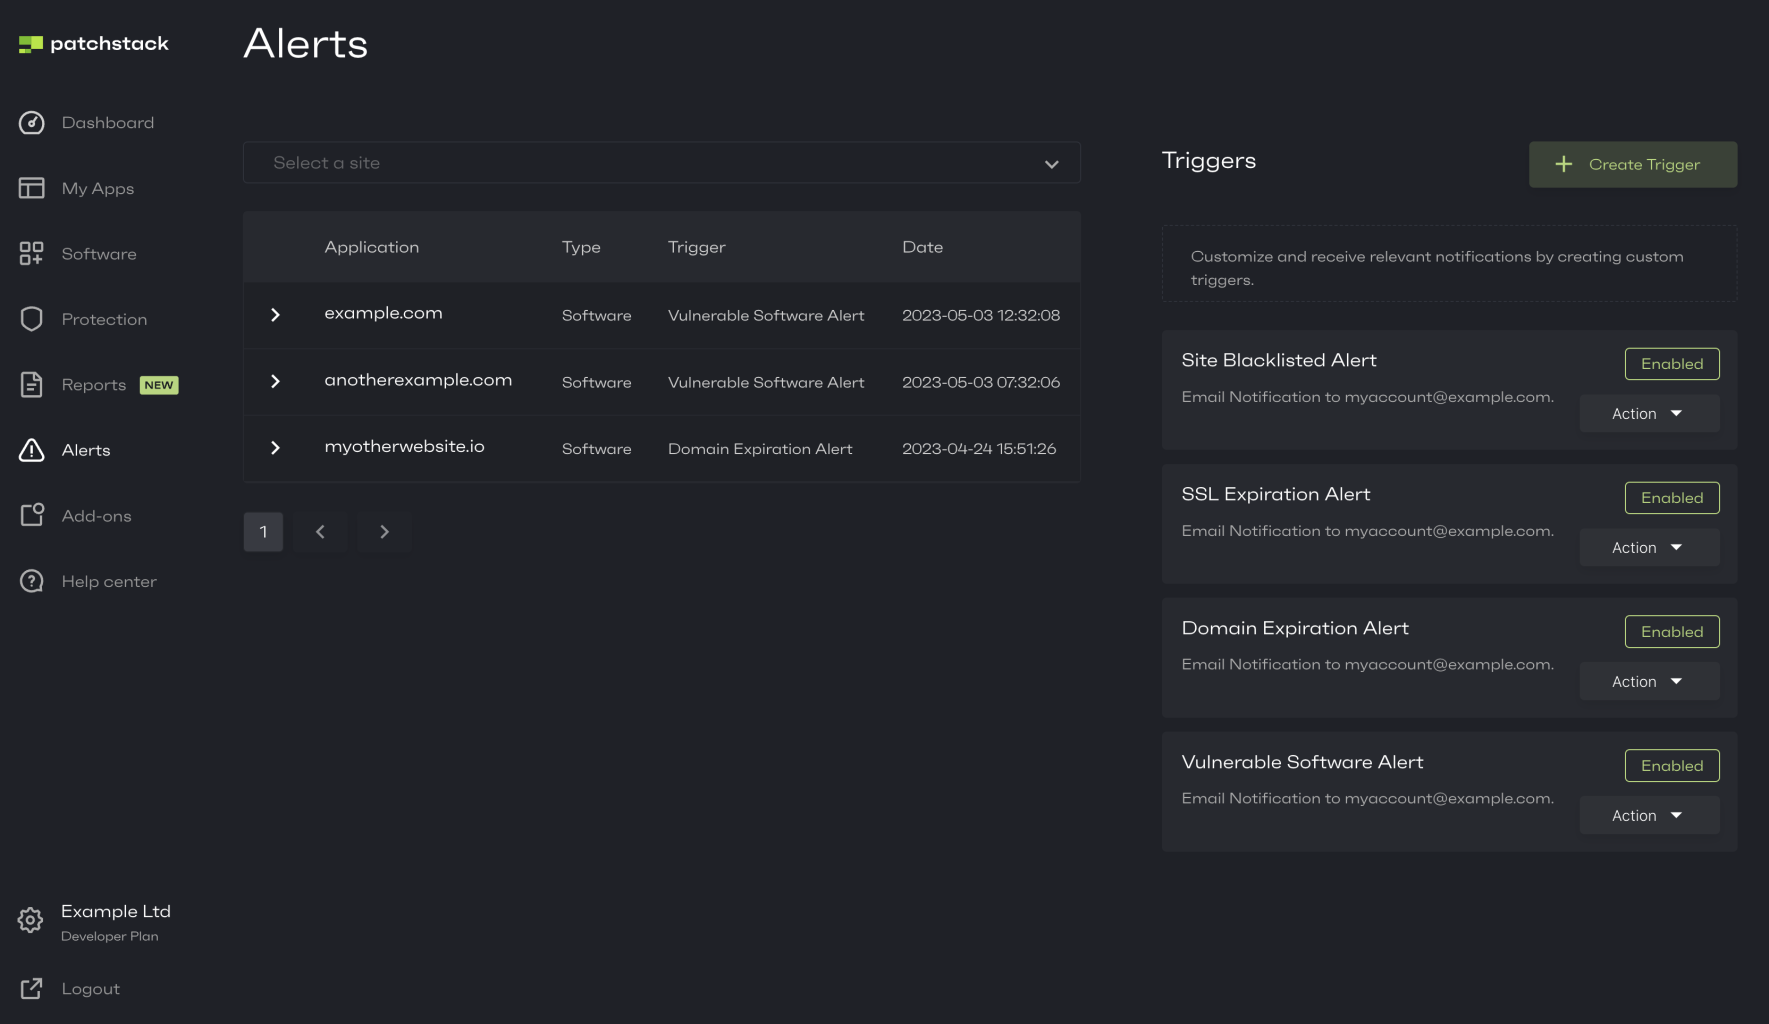 patchstack
Alerts
Dashboard
My Apps
Software
Protection
Reports NEW
Alerts
Add-ons
Help center
Example Ltd
Developer Plan
Logout
Select a site
Application Type Trigger Date
example.com Software Vulnerable Software Alert 2023-05-03 12:32:08
anotherexample.com Software Vulnerable Software Alert 2023-05-03 07:32:06
myotherwebsite.io Software Domain Expiration Alert 2023-04-24 15:51:26
1
Triggers
Create Trigger
Customize and receive relevant notifications by creating custom
triggers.
Site Blacklisted Alert Enabled
Email Notification to myaccount@example.com.
Action
SSL Expiration Alert Enabled
Email Notification to myaccount@example.com.
Action
Domain Expiration Alert Enabled
Email Notification to myaccount@example.com.
Action
Vulnerable Software Alert Enabled
Email Notification to myaccount@example.com.
Action